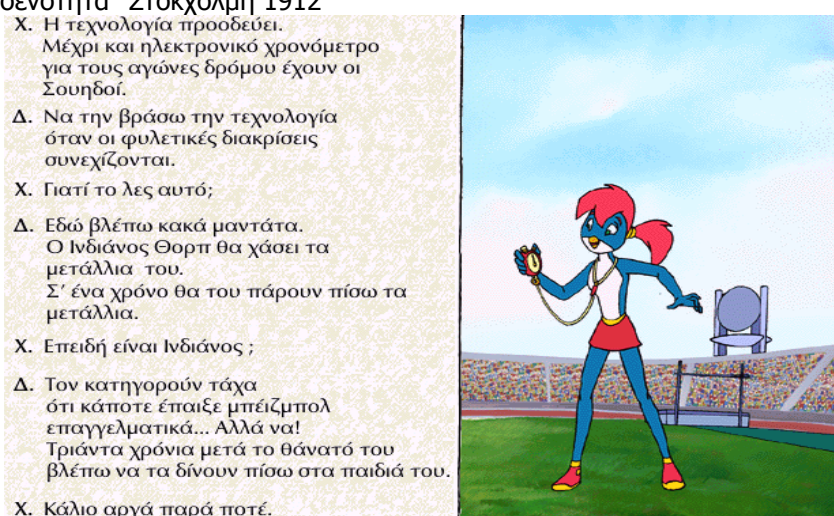 σενότητα" Στοκχόλμη 1912
Χ. Η τεχνολογία προοδεύει.
Μέχρι και ηλεκτρονικό χρονόμετρο
για τους αγώνες δρόμου έχουν οι
Σουηδοί.
Δ. Να την βράσω την τεχνολογία
όταν οι φυλετικές διακρίσεις
συνεχίζονται.
Χ. Γιατί το λες αυτό;
Δ. Εδώ βλέπω κακά μαντάτα.
Ο Ινδιάνος Θορπ θα χάσει τα
μετάλλια του.
Σ' ένα χρόνο θα του πάρουν πίσω τα
μετάλλια.
Χ. Επειδή είναι Ινδιάνος ;
Δ. Τον κατηγορούν τάχα
ότι κάποτε έπαιξε μπέιζμπολ
επαγγελματικά... Αλλά να!
Τριάντα χρόνια μετά το θάνατό του
βλέπω να τα δίνουν πίσω στα παιδιά του.
Χ. Κάλιο αργά παρά ποτέ.